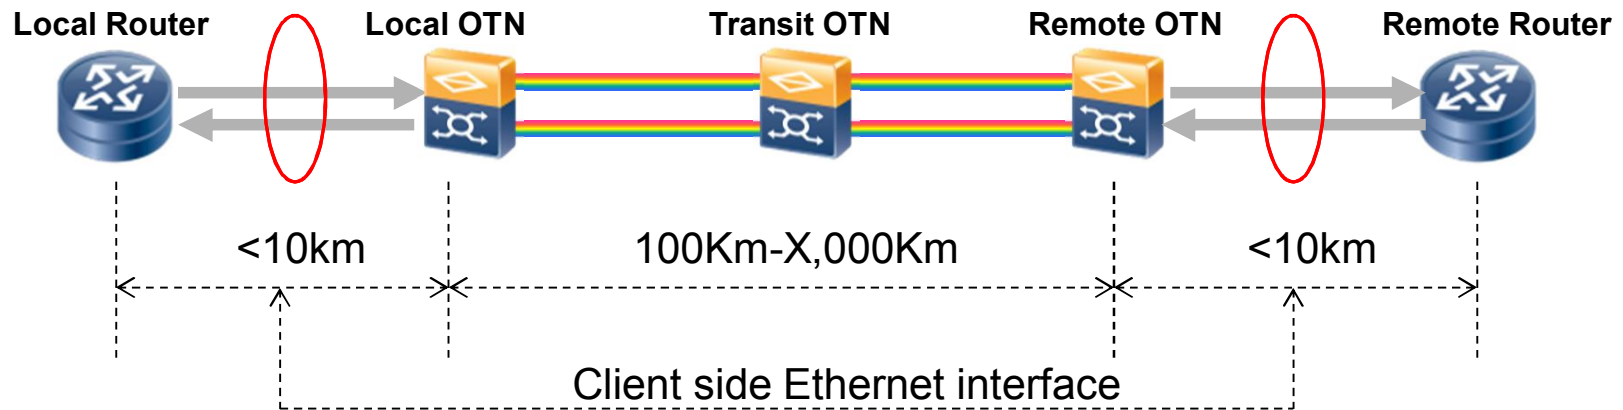 Local Router
Local OTN
Transit OTN
Remote OTN
Remote Router
<10km
100Km-X,000Km
<10km
Client side Ethernet interface